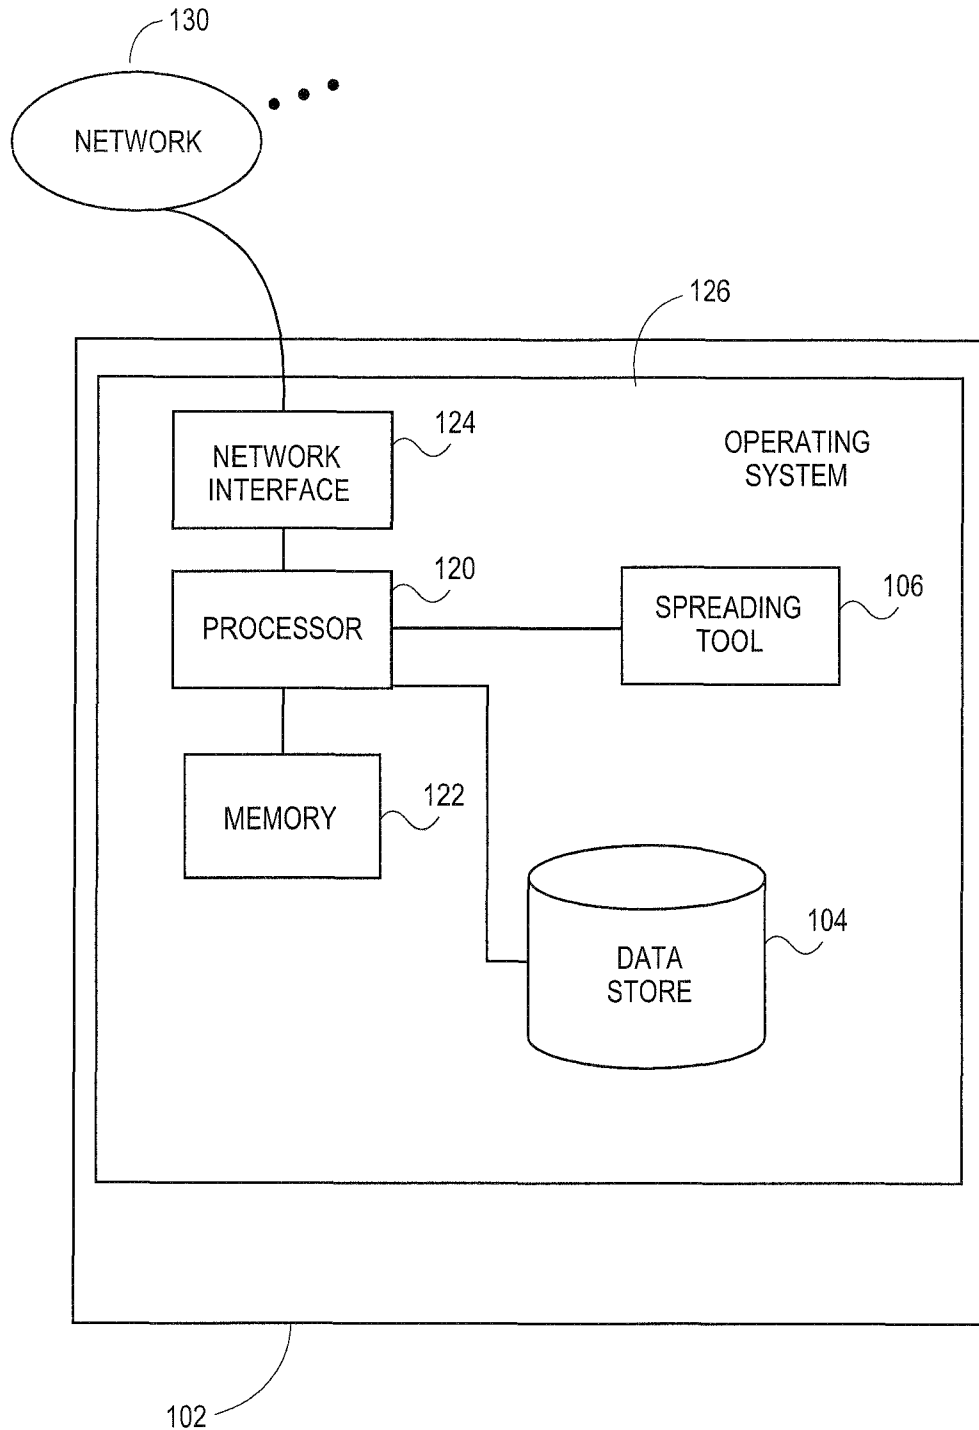 130
NETWORK
126
124
NETWORK
INTERFACE
OPERATING
SYSTEM
120
PROCESSOR
106
SPREADING
TOOL
122
MEMORY
104
DATA
STORE
102